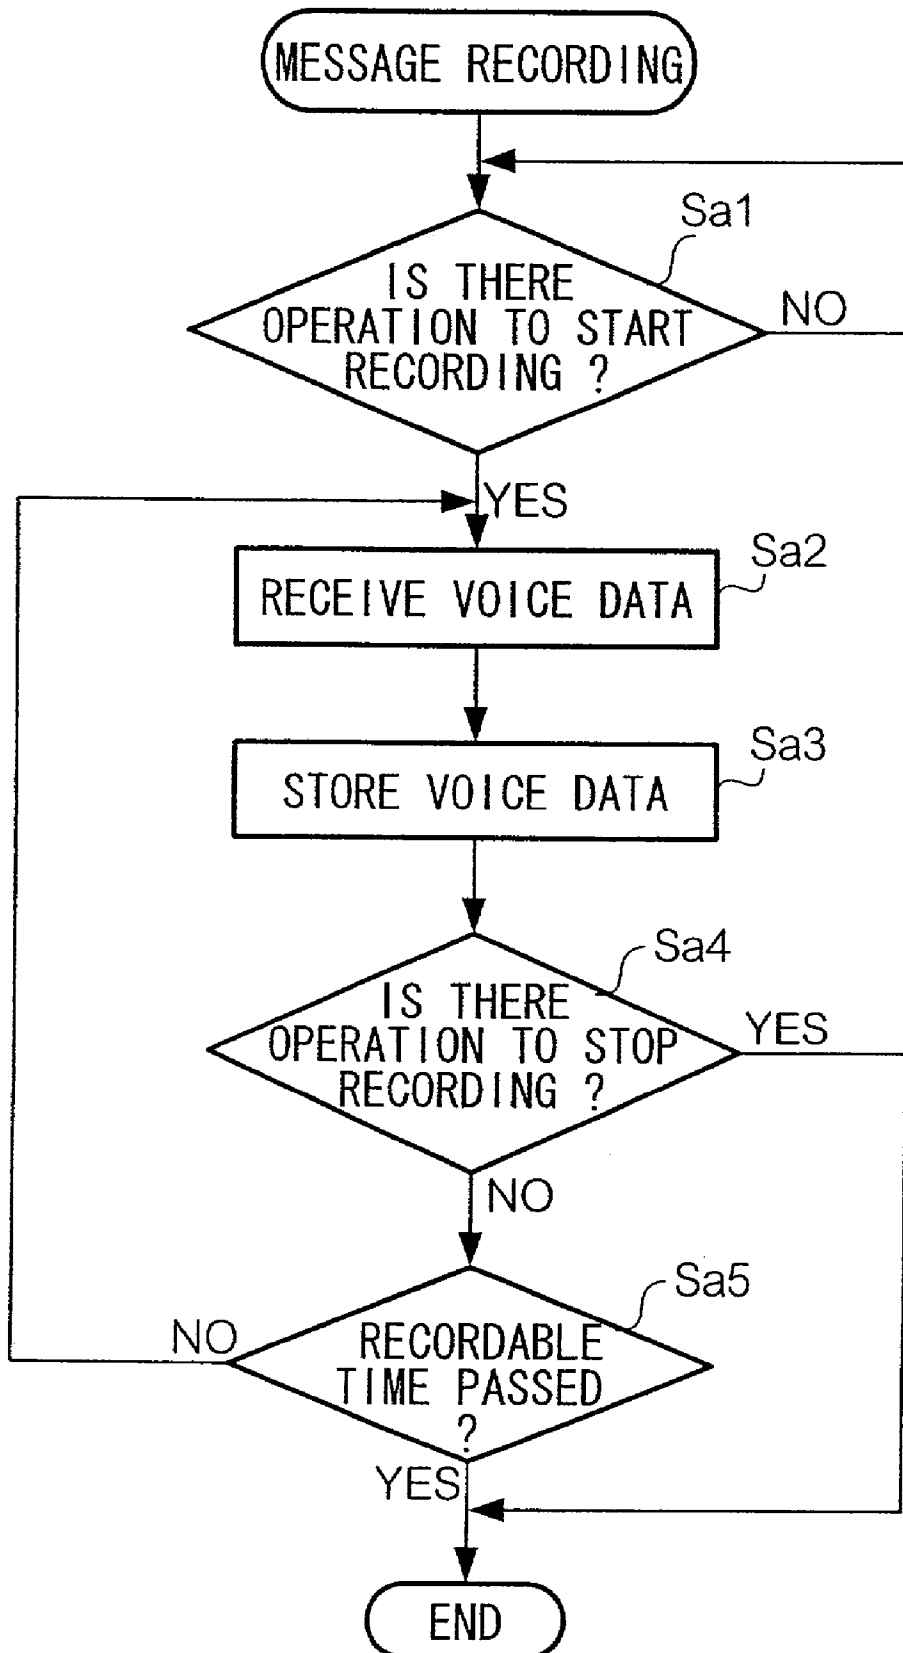 MESSAGE RECORDING
Sa1
IS THERE
OPERATION TO START
RECORDING ?
NO
YES
Sa2
RECEIVE VOICE DATA
Sa3
STORE VOICE DATA
Sa4
IS THERE
OPERATION TO STOP
RECORDING ?
YES
NO
Sa5
NO
RECORDABLE
TIME PASSED
?
YES
END